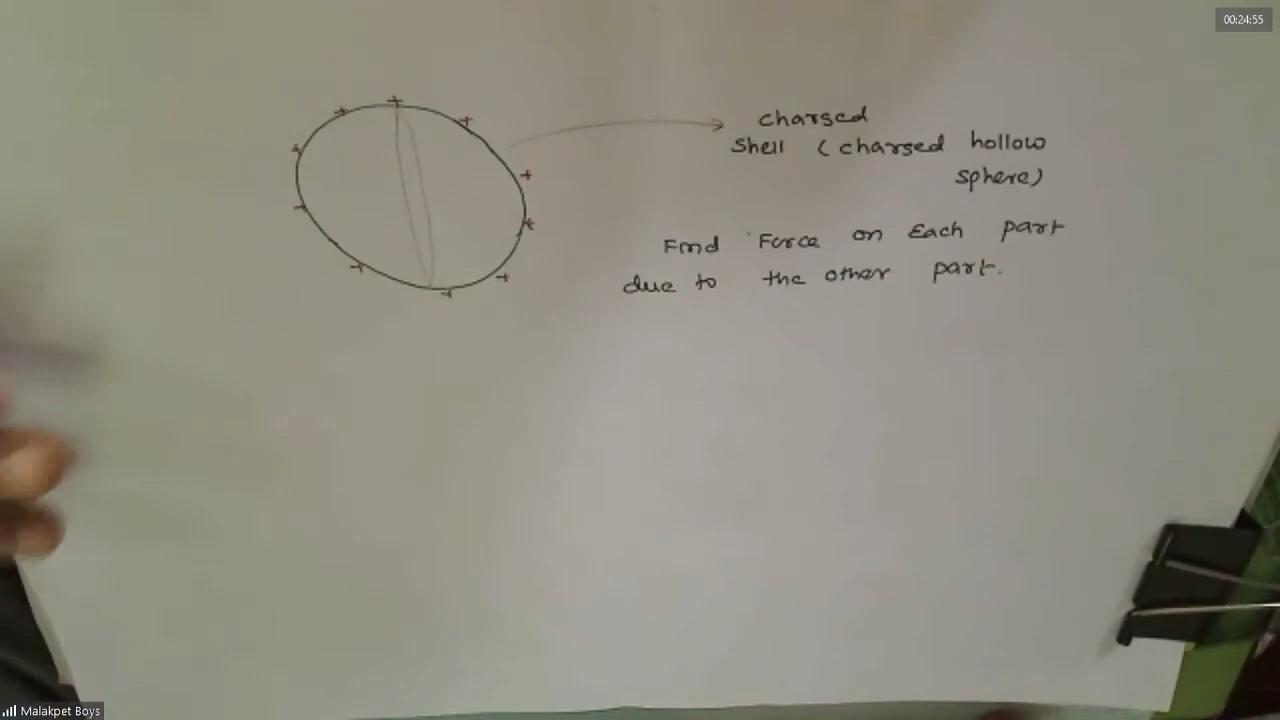 00:24:55
charged
Shell ( charged hollow
sphere)
Find Force on Each part
due to the other part.
Malakpet Boys